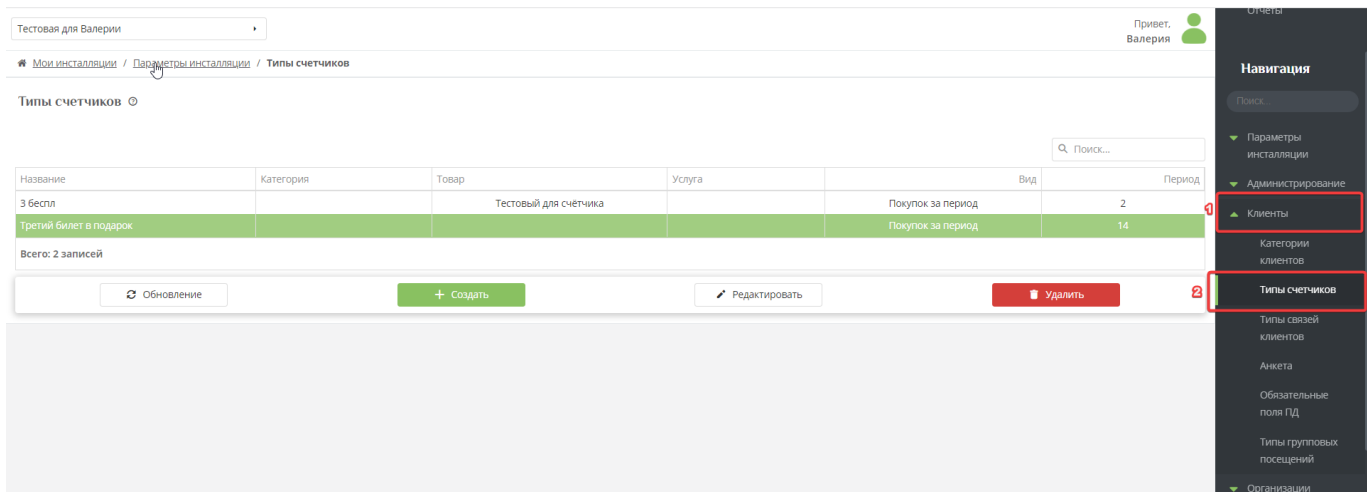 Тестовая для Валерии
Привет,
Валерия
Мои инсталляции / Параметры инсталляции / Типы счетчиков
Типы счетчиков
Поиск...
Название Категория Товар Услуга Вид Период
3 беспл Тестовый для счётчика Покупок за период 2
Третий билет в подарок Покупок за период 14
Всего: 2 записей
Обновление Создать Редактировать Удалить
Отчеты
Навигация
Поиск...
Параметры
инсталляции
Администрирование
1 Клиенты
Категории
клиентов
2 Типы счетчиков
Типы связей
клиентов
Анкета
Обязательные
поля ПД
Типы групповых
посещений
Организации